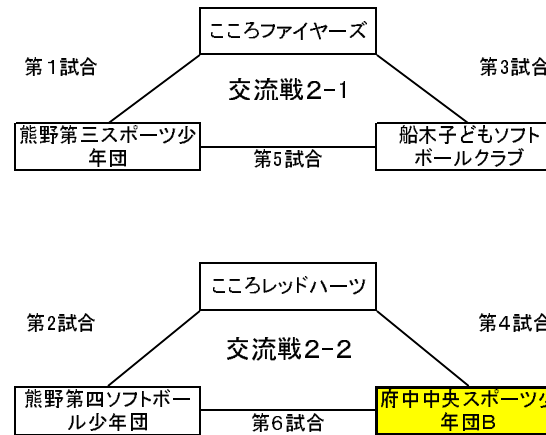 こころファイヤーズ
第1試合
第3試合
交流戦2-1
熊野第三スポーツ少
年団
船木子どもソフト
ボールクラブ
第5試合
こころレッドハーツ
第2試合
第4試合
交流戦2-2
熊野第四ソフトボー
ル少年団
府中中央スポーツ少
年団B
第6試合